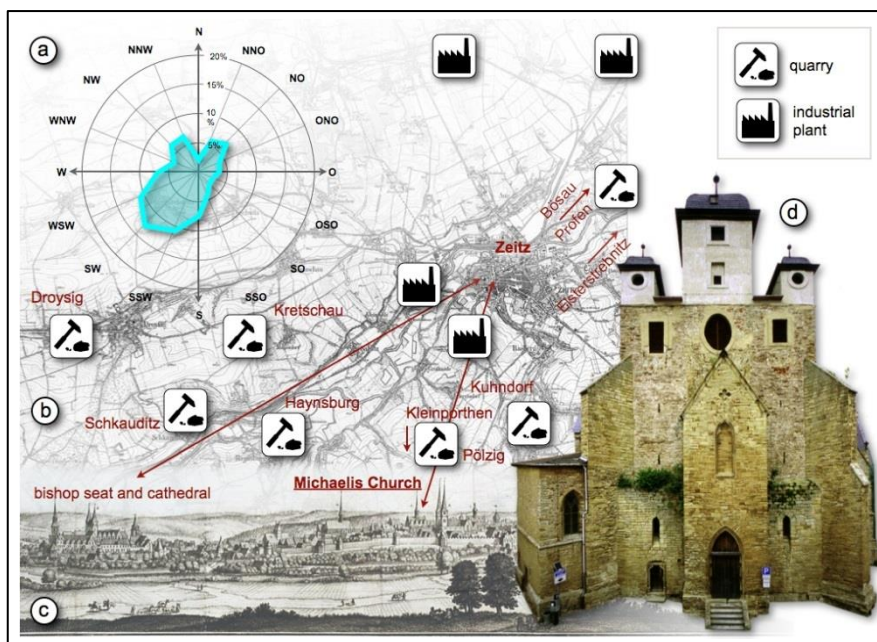 a
N
NNW
NNO
NW
NO
WNW
ONO
W
O
WSW
OSO
SW
SO
SSW
SSO
S
20%
15%
10
%
5%
quarry
industrial
plant
d
Bösau
Profen
Elsterstrebnitz
Zeitz
Droysig
Kretschau
b
Schkauditz
Haynsburg
Kuhndorf
Kleinpörthen
Pölzig
bishop seat and cathedral
Michaelis Church
c